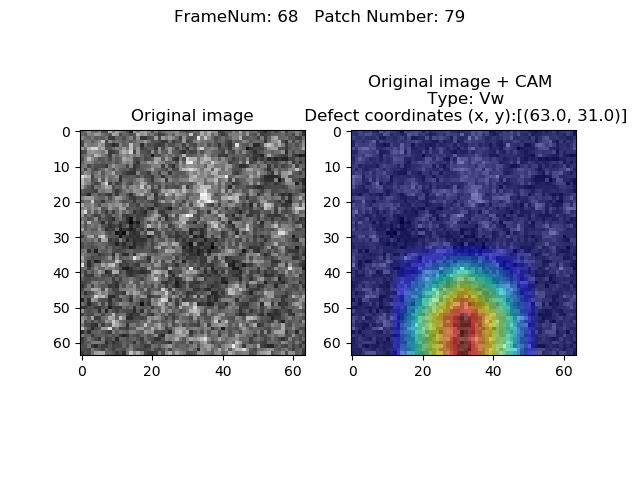 FrameNum: 68   Patch Number: 79
Original image
0
10
20
30
40
50
60
0 20 40 60
Original image + CAM
Type: Vw
Defect coordinates (x, y):[(63.0, 31.0)]
0
10
20
30
40
50
60
0 20 40 60